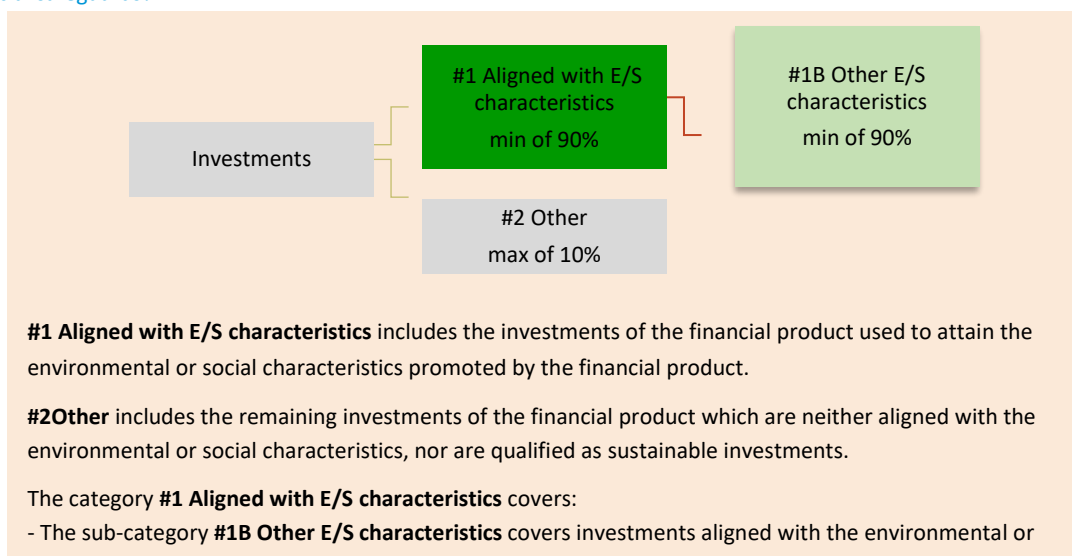 #1 Aligned with E/S
characteristics
min of 90%
#1B Other E/S
characteristics
min of 90%
Investments
#2 Other
max of 10%
#1 Aligned with E/S characteristics includes the investments of the financial product used to attain the
environmental or social characteristics promoted by the financial product.
#2Other includes the remaining investments of the financial product which are neither aligned with the
environmental or social characteristics, nor are qualified as sustainable investments.
The category #1 Aligned with E/S characteristics covers:
- The sub-category #1B Other E/S characteristics covers investments aligned with the environmental or